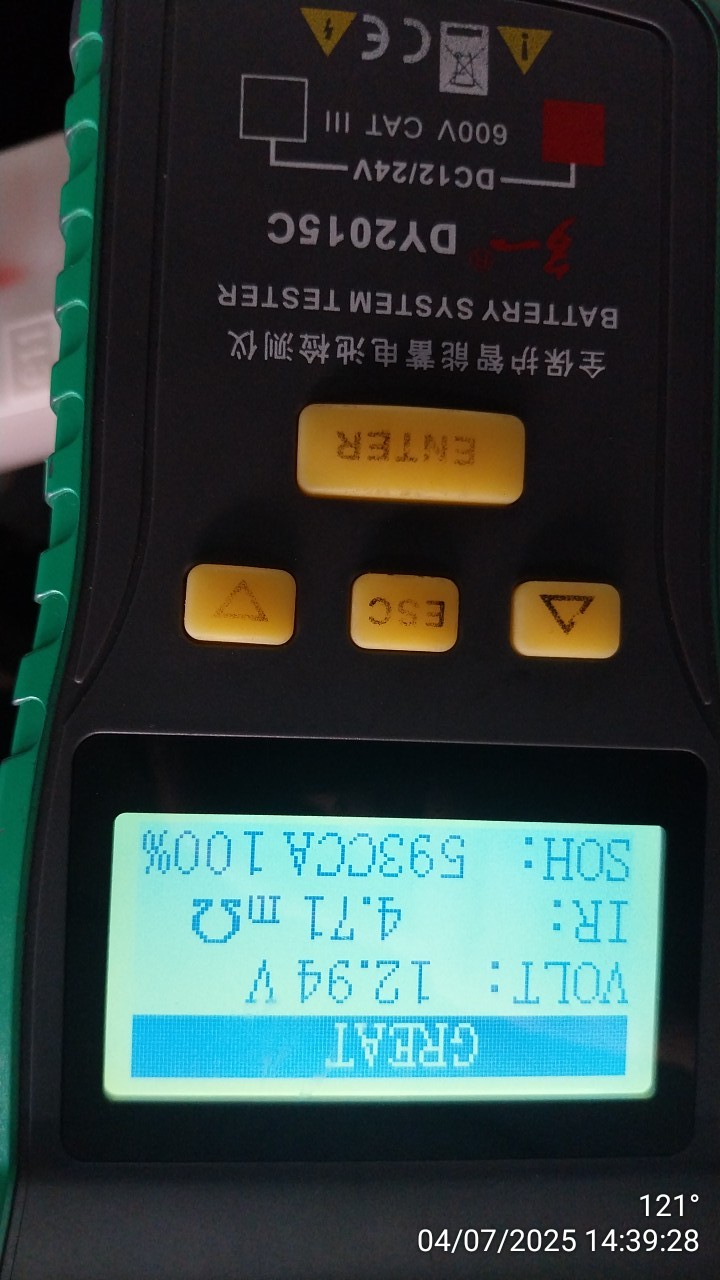 GREAT
VOLT: 12.94 V
IR: 4.71 mΩ
SOH: 593CCA 100%
ESC
ENTER
全保护智能蓄电池检测仪
BATTERY SYSTEM TESTER
DY2015C
DC12/24V
600V CAT III
CE
121°
04/07/2025 14:39:28